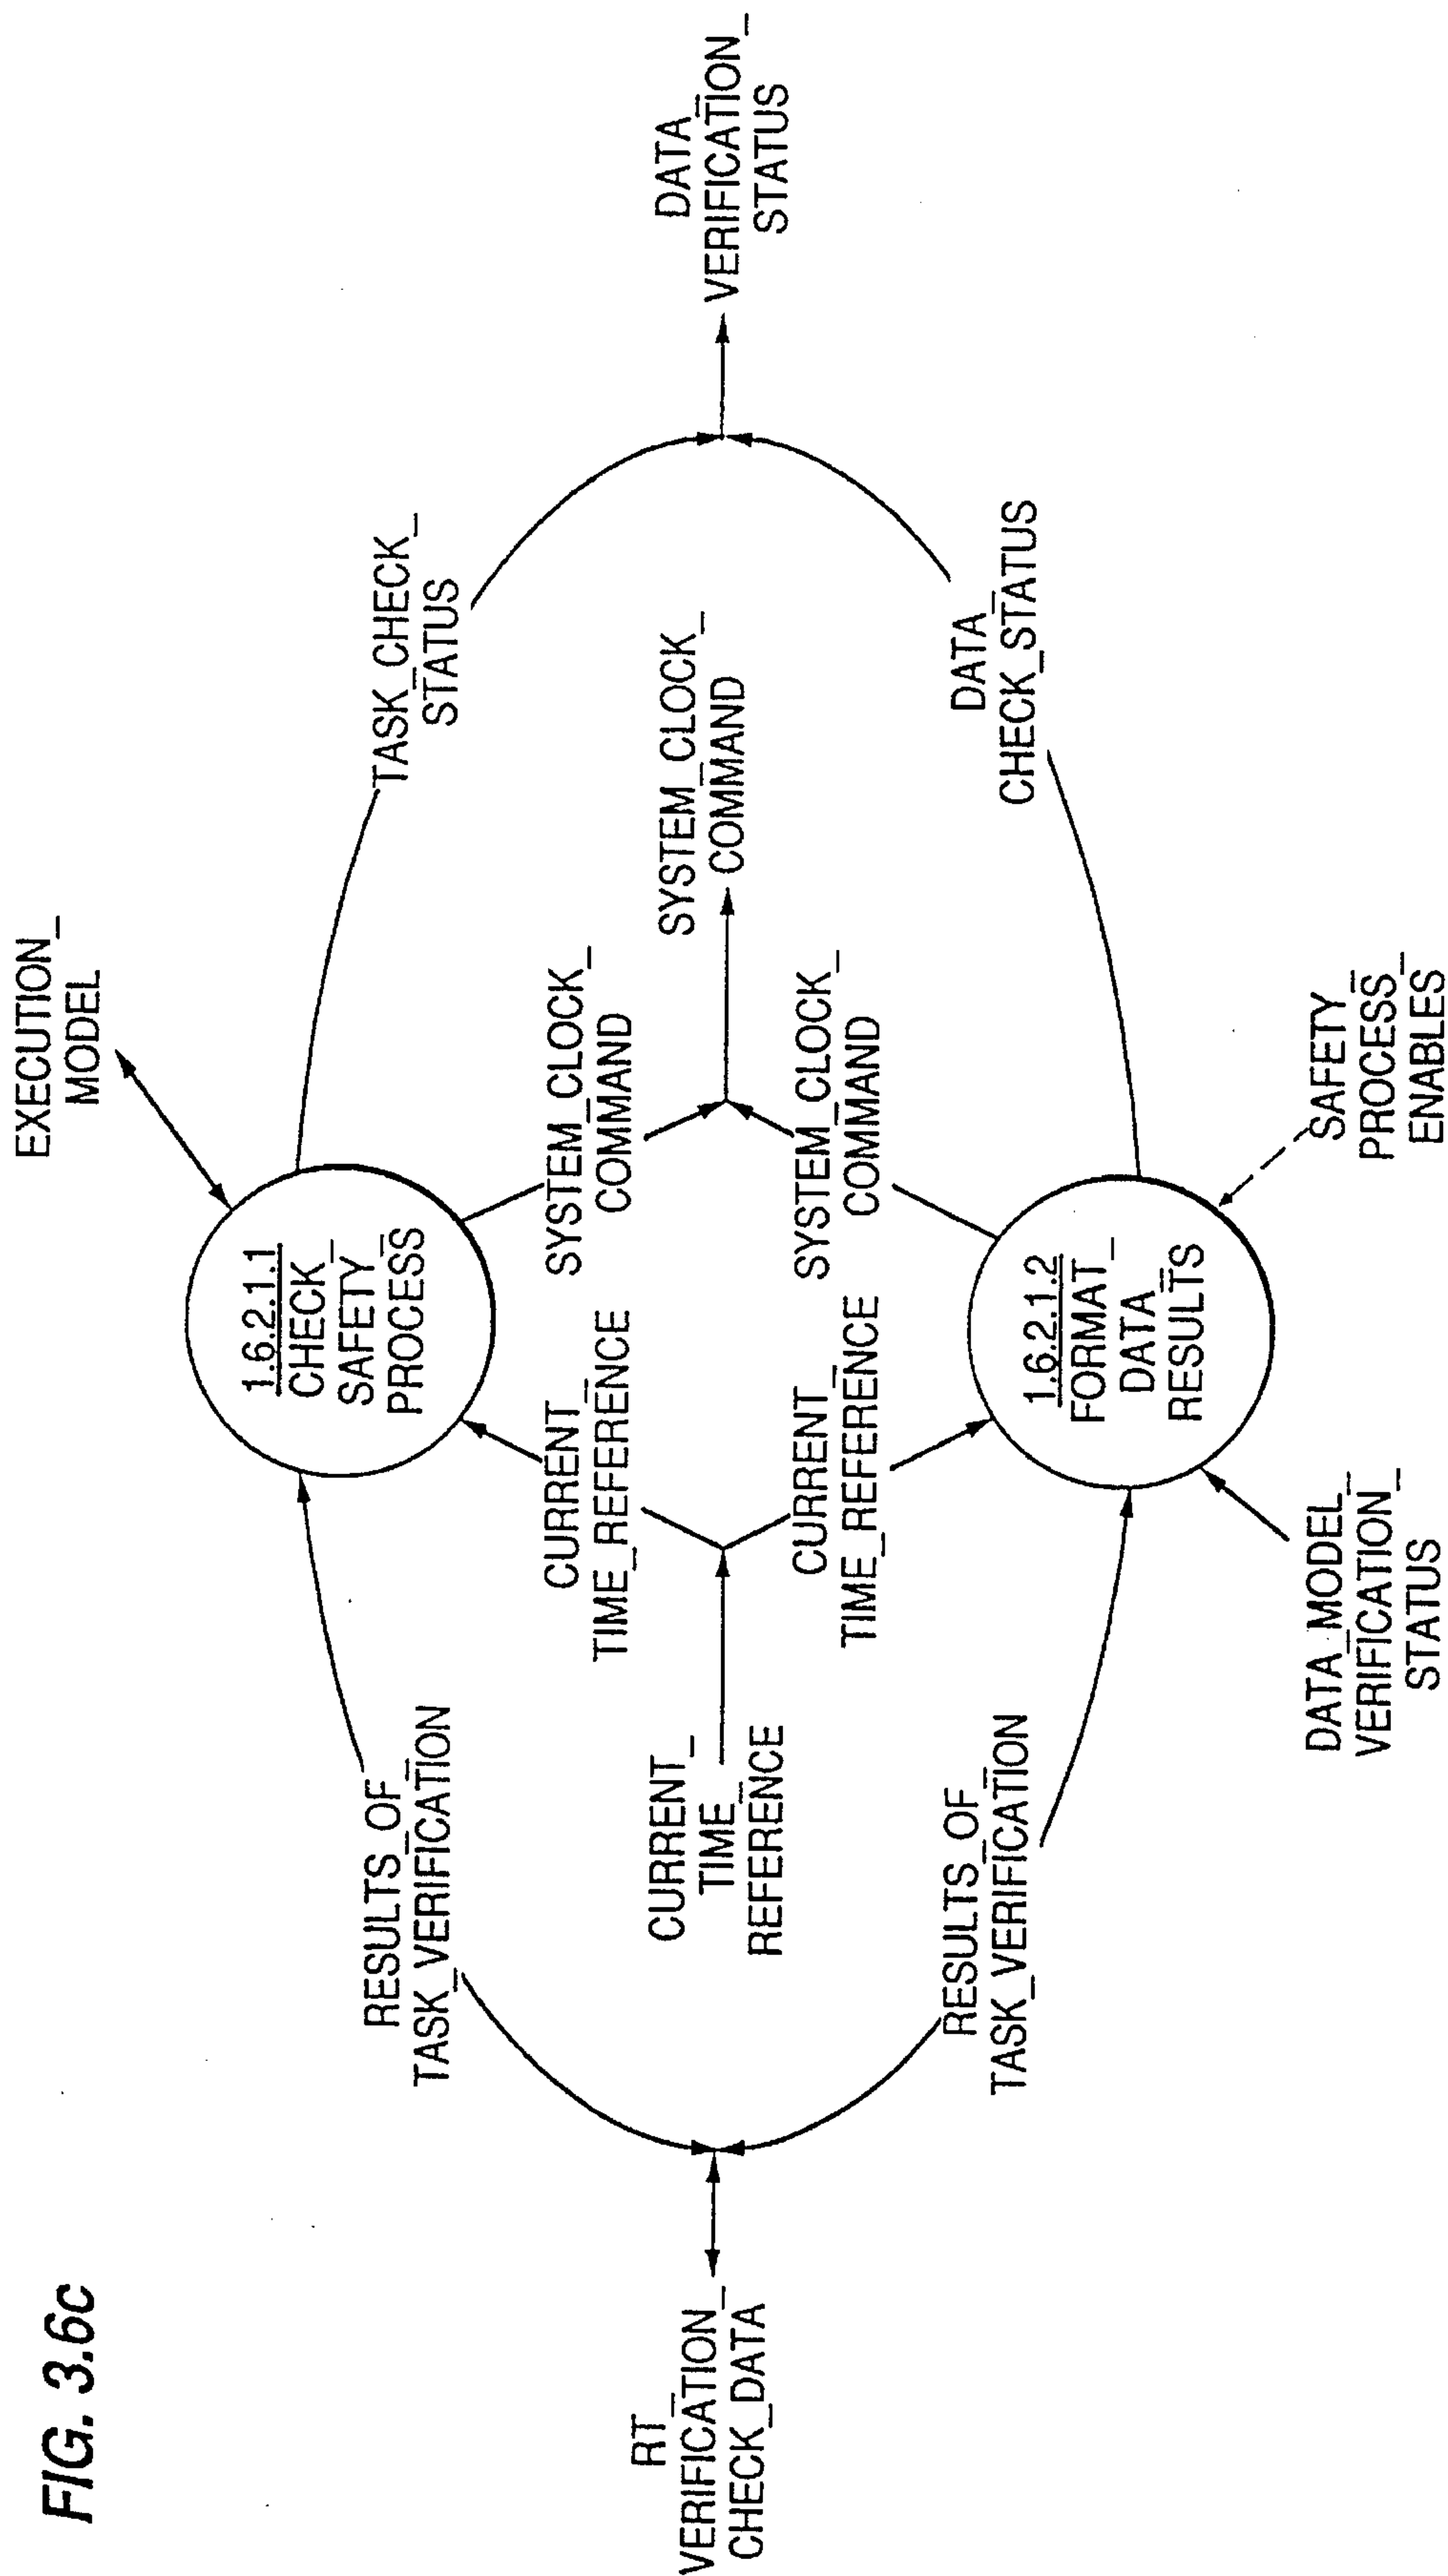 FIG. 3.6c
EXECUTION_
MODEL
1.6.2.1.1
CHECK_
SAFETY_
PROCESS
TASK_CHECK_
STATUS
RESULTS_OF_
TASK_VERIFICATION
CURRENT_
TIME_REFERENCE
SYSTEM_CLOCK_
COMMAND
RT_
VERIFICATION_
CHECK_DATA
CURRENT_
TIME_
REFERENCE
SYSTEM_CLOCK_
COMMAND
DATA_
VERIFICATION_
STATUS
CURRENT_
TIME_REFERENCE
SYSTEM_CLOCK_
COMMAND
RESULTS_OF_
TASK_VERIFICATION
DATA_
CHECK_STATUS
1.6.2.1.2
FORMAT_
DATA_
RESULTS
DATA_MODEL_
VERIFICATION_
STATUS
SAFETY_
PROCESS_
ENABLES